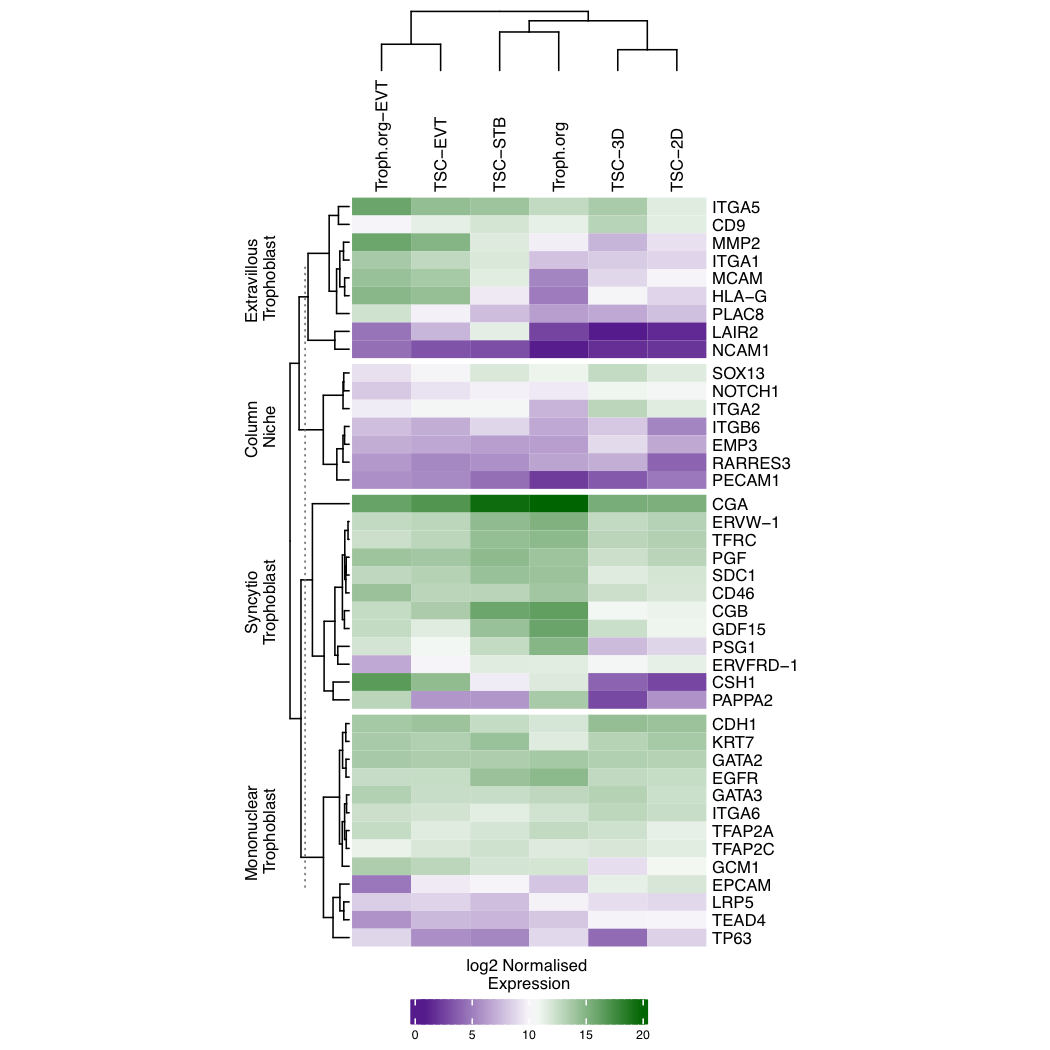 Troph.org−EVT
TSC−EVT
TSC−STB
Troph.org
TSC−3D
TSC−2D
Extravillous
Trophoblast
ITGA5
CD9
MMP2
ITGA1
MCAM
HLA−G
PLAC8
LAIR2
NCAM1
Column
Niche
SOX13
NOTCH1
ITGA2
ITGB6
EMP3
RARRES3
PECAM1
Syncytio
Trophoblast
CGA
ERVW−1
TFRC
PGF
SDC1
CD46
CGB
GDF15
PSG1
ERVFRD−1
CSH1
PAPPA2
Mononuclear
Trophoblast
CDH1
KRT7
GATA2
EGFR
GATA3
ITGA6
TFAP2A
TFAP2C
GCM1
EPCAM
LRP5
TEAD4
TP63
log2 Normalised
Expression
0 5 10 15 20